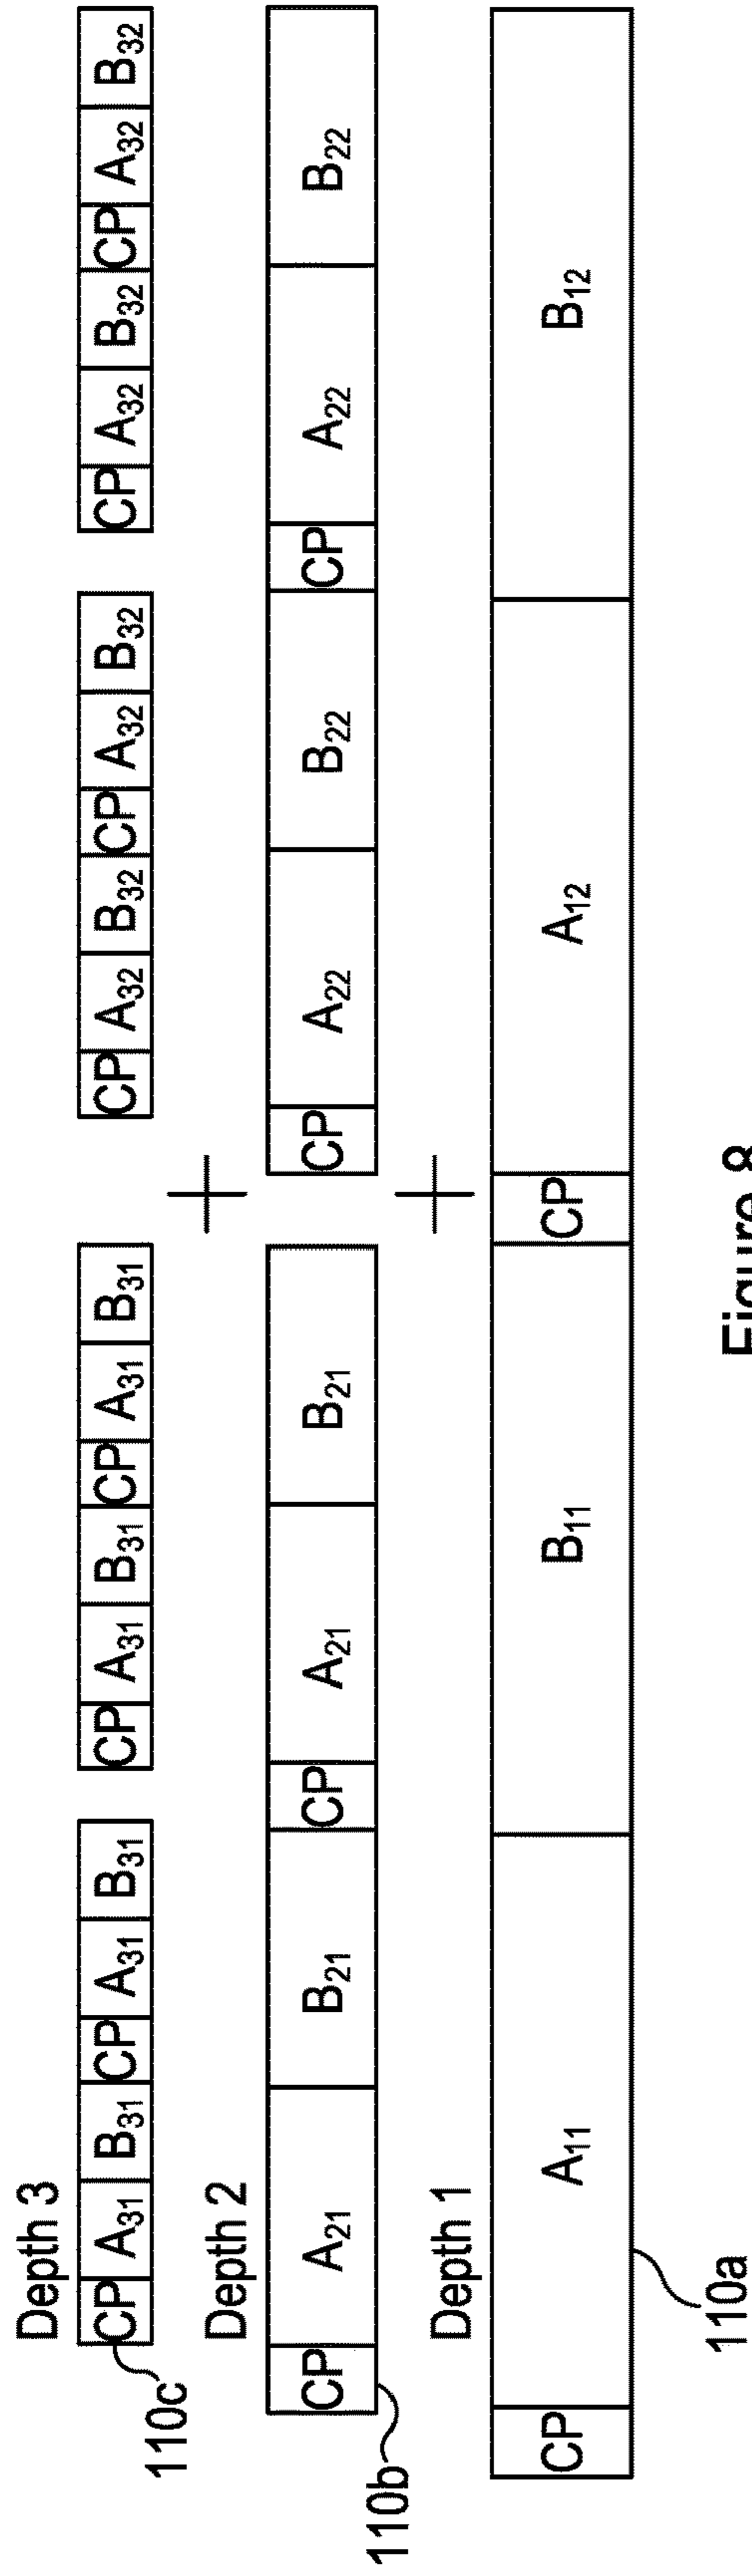 Depth 3
CP A31 B31 CP A31 B31 CP A31 B31 CP A31 B31 CP A32 B32 CP A32 B32 CP A32 B32 CP A32 B32
110c
+
Depth 2
CP A21 B21 CP A21 B21 CP A22 B22 CP A22 B22
110b
+
Depth 1
CP A11 B11 CP A12 B12
110a
Figure 8